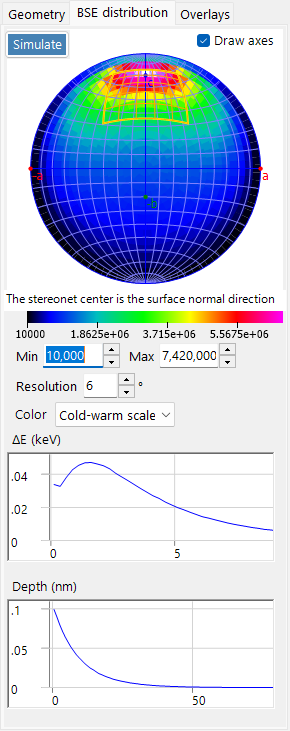 Geometry BSE distribution Overlays
Simulate Draw axes
-a a
-b
The stereonet center is the surface normal direction
10000 1.8625e+06 3.715e+06 5.5675e+06
Min 10,000 Max 7,420,000
Resolution 6 °
Color Cold-warm scale
ΔE (keV)
.04
.02
0
0 5
Depth (nm)
.1
.05
0
0 50